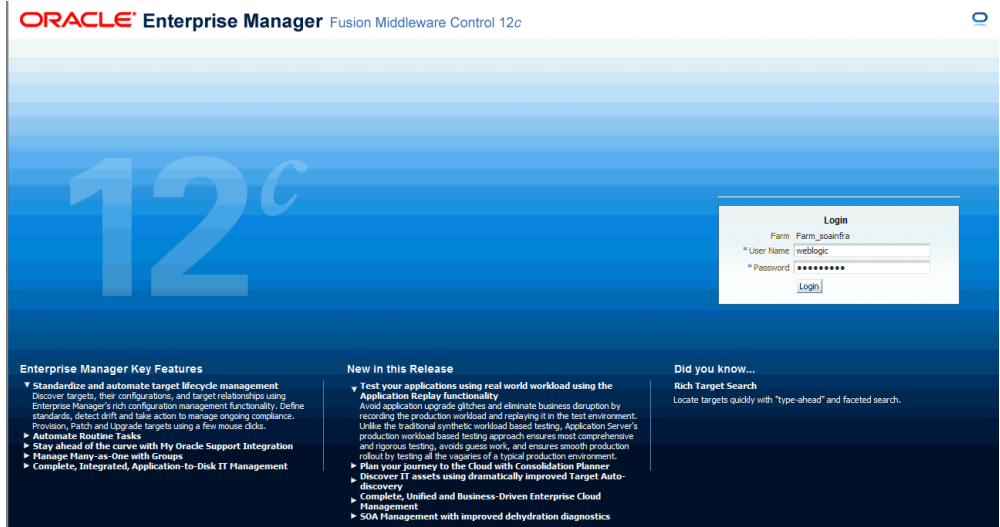 ORACLE Enterprise Manager Fusion Middleware Control 12c
12c
Login
Farm Farm_soainfra
* User Name weblogic
* Password •••••••••
Login
Enterprise Manager Key Features
Standardize and automate target lifecycle management
Discover targets, their configurations, and target relationships using
Enterprise Manager's rich configuration management functionality. Define
standards, detect drift and take action to manage ongoing compliance.
Provision, Patch and Upgrade targets using a few mouse clicks.
Automate Routine Tasks
Stay ahead of the curve with My Oracle Support Integration
Manage Many-as-One with Groups
Complete, Integrated, Application-to-Disk IT Management
New in this Release
Test your applications using real world workload using the
Application Replay functionality
Avoid application upgrade glitches and eliminate business disruption by
recording the production workload and replaying it in the test environment.
Unlike the traditional synthetic workload based testing, Application Server's
production workload based testing approach ensures most comprehensive
and rigorous testing, avoids guess work, and ensures smooth production
rollout by testing all the vagaries of a typical production environment.
Plan your journey to the Cloud with Consolidation Planner
Discover IT assets using dramatically improved Target Auto-
discovery
Complete, Unified and Business-Driven Enterprise Cloud
Management
SOA Management with improved dehydration diagnostics
Did you know...
Rich Target Search
Locate targets quickly with "type-ahead" and faceted search.